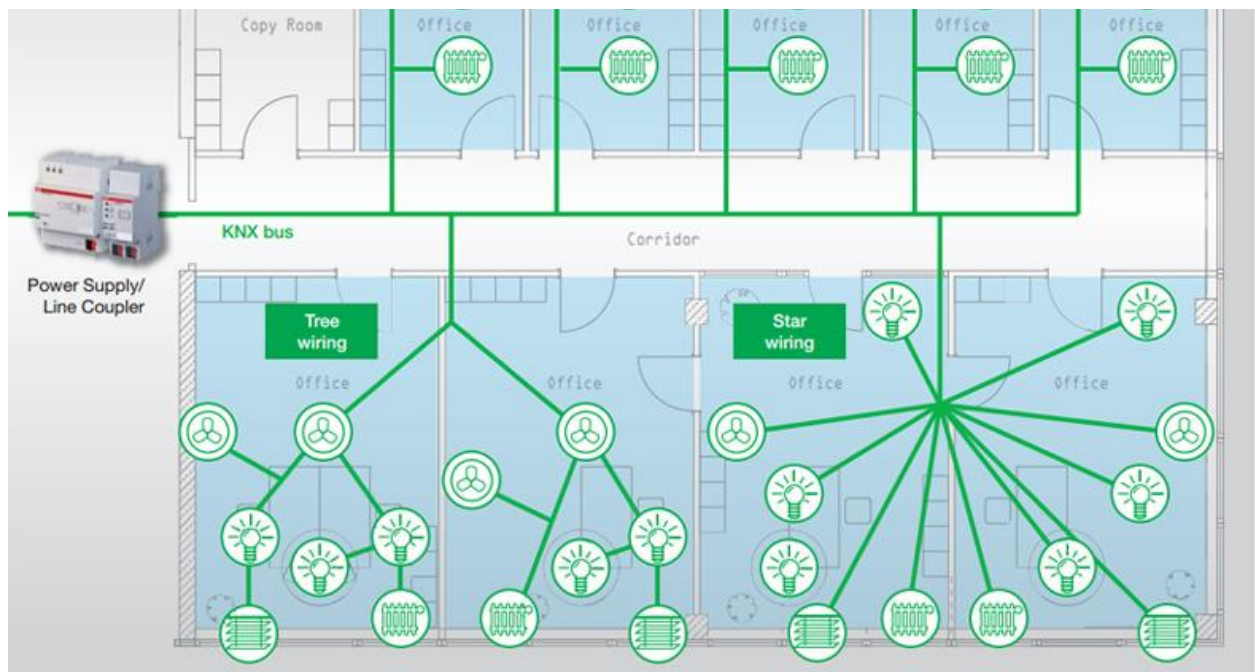 Copy Room
Office
Office
Office
Office
Office
KNX bus
Corridor
Power Supply/
Line Coupler
Tree
wiring
Star
wiring
Office
Office
Office
Office